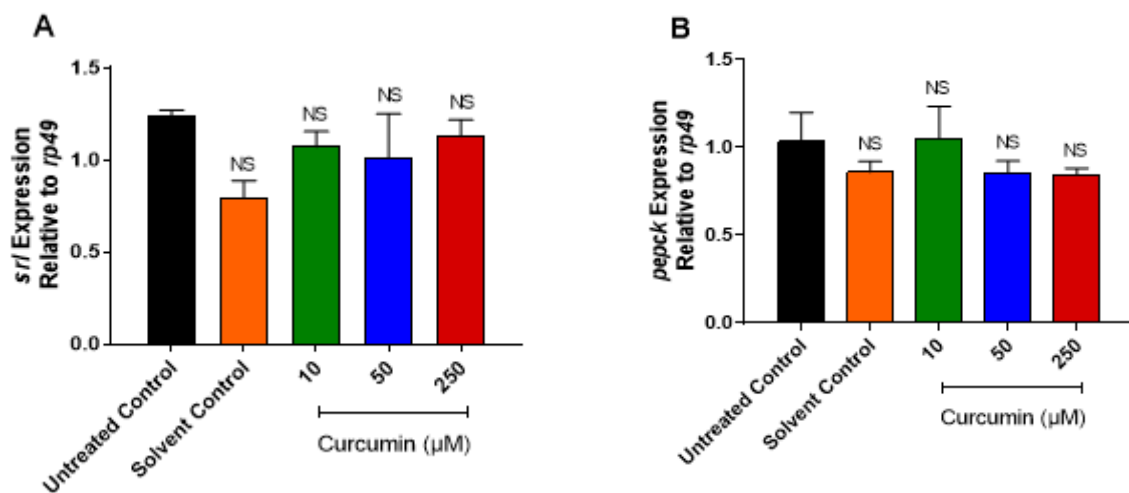 A
srl Expression
Relative to rp49
1.5
1.0
0.5
0.0
NS
NS
NS
NS
Untreated Control
Solvent Control
10
50
250
Curcumin (µM)
B
pepck Expression
Relative to rp49
1.5
1.0
0.5
0.0
NS
NS
NS
NS
Untreated Control
Solvent Control
10
50
250
Curcumin (µM)